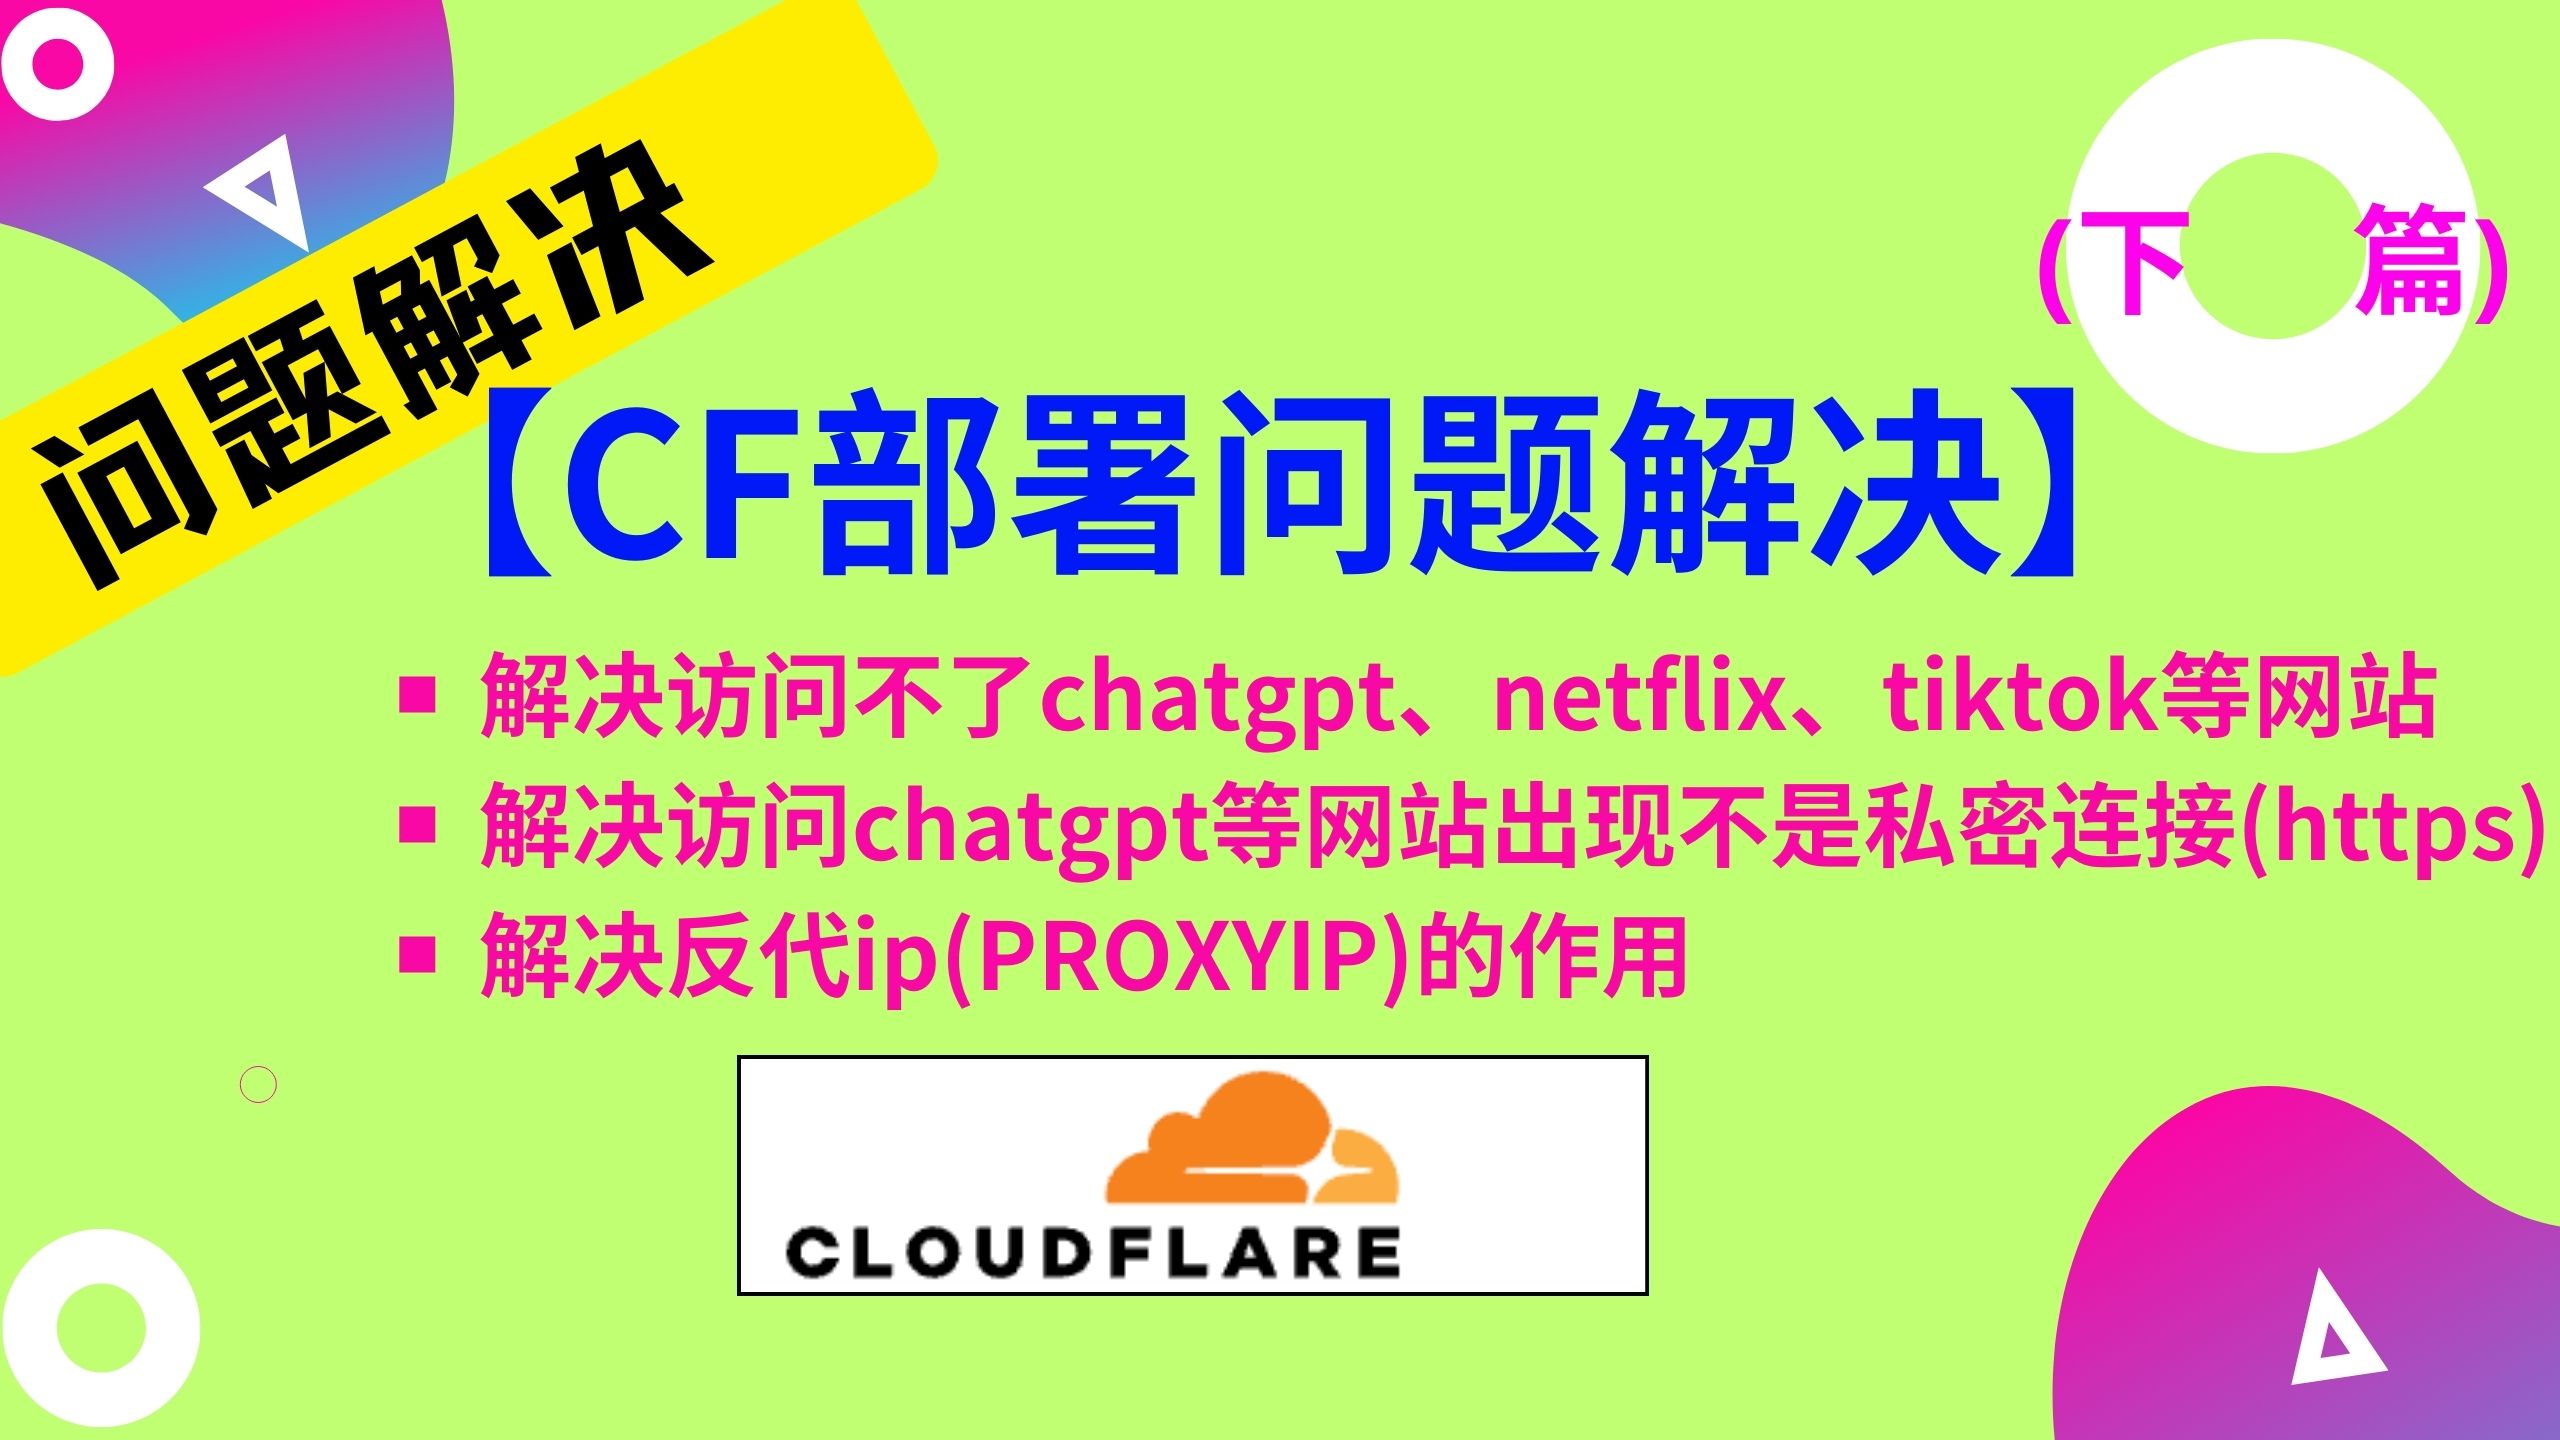 问题解决
(下 篇)
【CF部署问题解决】
■ 解决访问不了chatgpt、netflix、tiktok等网站
■ 解决访问chatgpt等网站出现不是私密连接(https)
■ 解决反代ip(PROXYIP)的作用
CLOUDFLARE